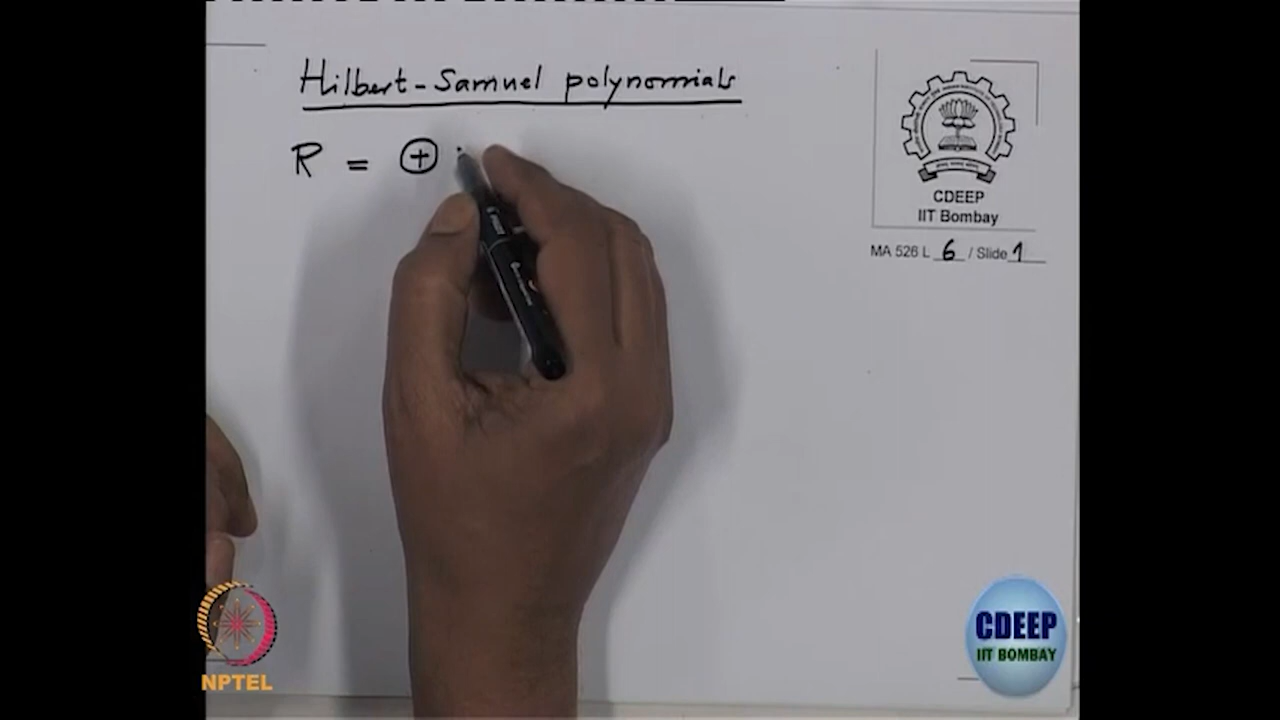 Hilbert-Samuel polynomials
R = ⊕
CDEEP
IIT Bombay
MA 526 L 6 / Slide 1
NPTEL
CDEEP
IIT BOMBAY